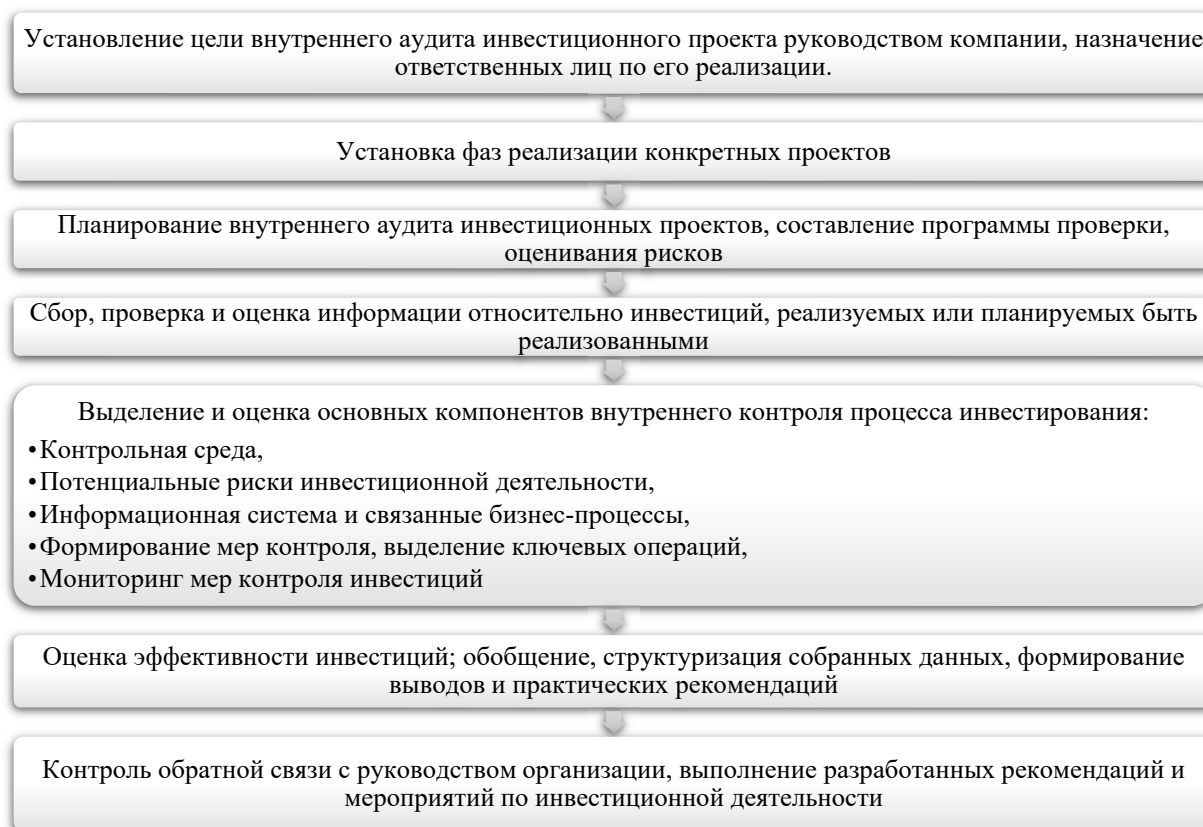 Установление цели внутреннего аудита инвестиционного проекта руководством компании, назначение
ответственных лиц по его реализации.
Установка фаз реализации конкретных проектов
Планирование внутреннего аудита инвестиционных проектов, составление программы проверки,
оценивания рисков
Сбор, проверка и оценка информации относительно инвестиций, реализуемых или планируемых быть
реализованными
Выделение и оценка основных компонентов внутреннего контроля процесса инвестирования:
•Контрольная среда,
•Потенциальные риски инвестиционной деятельности,
•Информационная система и связанные бизнес-процессы,
•Формирование мер контроля, выделение ключевых операций,
•Мониторинг мер контроля инвестиций
Оценка эффективности инвестиций; обобщение, структуризация собранных данных, формирование
выводов и практических рекомендаций
Контроль обратной связи с руководством организации, выполнение разработанных рекомендаций и
мероприятий по инвестиционной деятельности